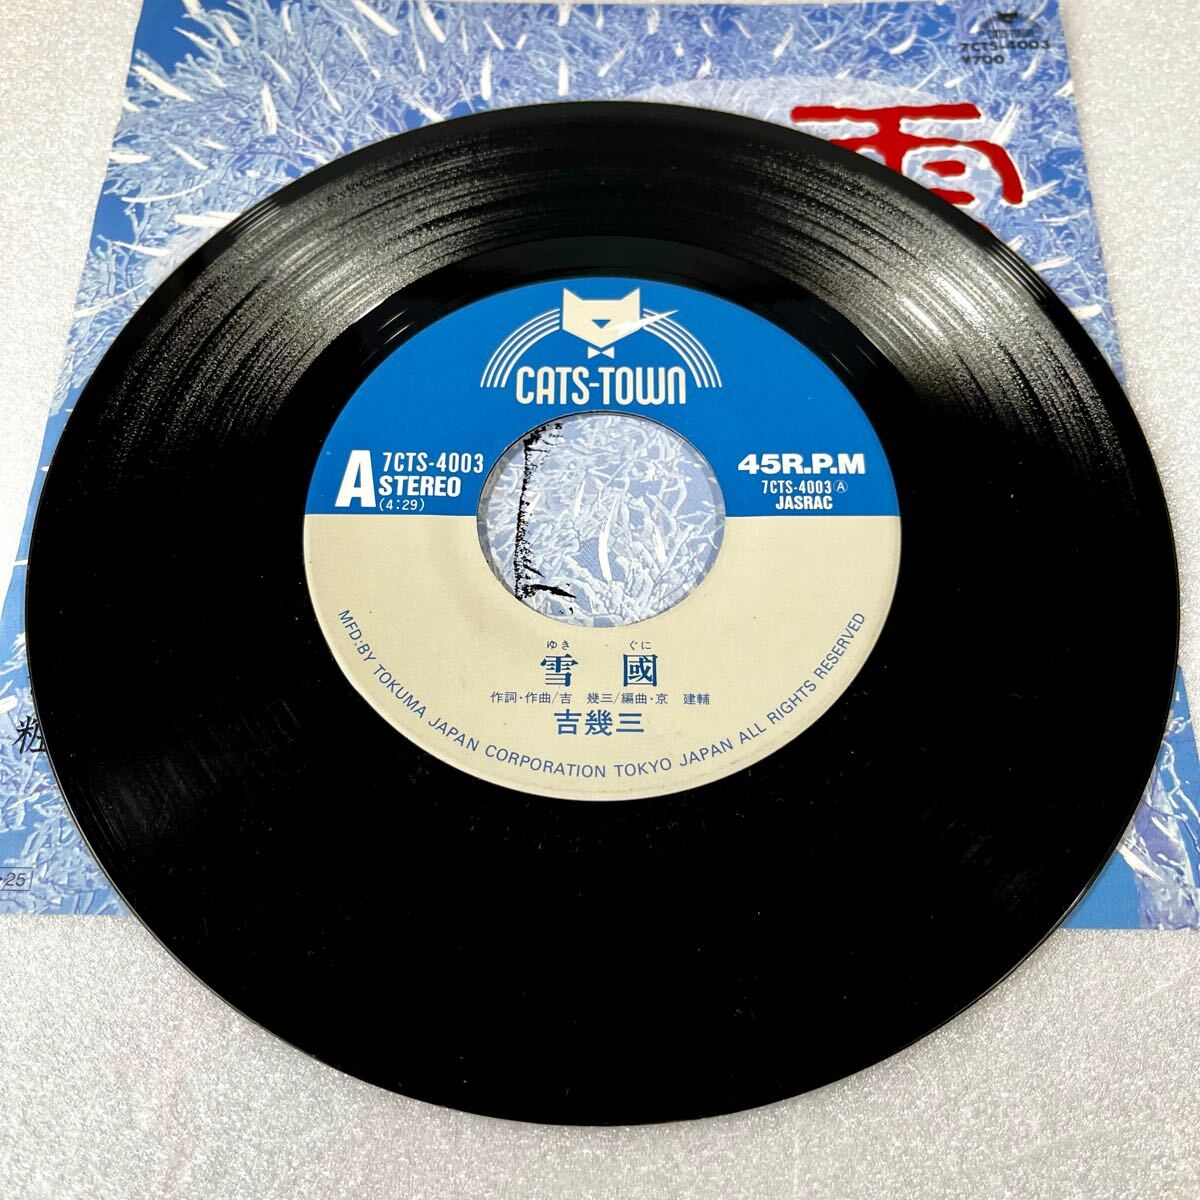 CATS-TOWN
7CTS-4003
¥700
CATS-TOWN
A
7CTS-4003
STEREO
(4:29)
45R.P.M
7CTS-4003Ⓐ
JASRAC
ゆき ぐに
雪 國
作詞・作曲/吉 幾三/編曲・京 建輔
吉幾三
MFD:BY TOKUMA JAPAN CORPORATION TOKYO JAPAN ALL RIGHTS RESERVED
粗
25